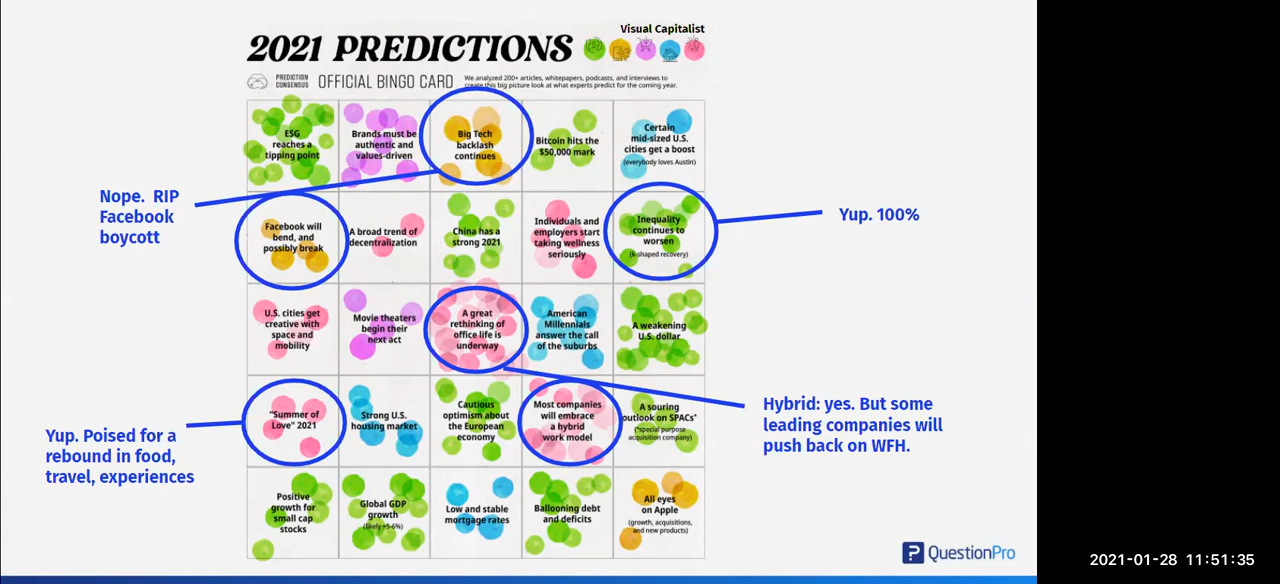 Visual Capitalist
2021 PREDICTIONS
PREDICTION
CONSENSUS
OFFICIAL BINGO CARD
We analyzed 200+ articles, whitepapers, podcasts, and interviews to
create this big picture look at what experts predict for the coming year.
ESG
reaches a
tipping point
Brands must be
authentic and
values-driven
Big Tech
backlash
continues
Bitcoin hits the
$50,000 mark
Certain
mid-sized U.S.
cities get a boost
(everybody loves Austin)
Nope. RIP
Facebook
boycott
Facebook will
bend, and
possibly break
A broad trend of
decentralization
China has a
strong 2021
Individuals and
employers start
taking wellness
seriously
Inequality
continues to
worsen
(k-shaped recovery)
Yup. 100%
U.S. cities get
creative with
space and
mobility
Movie theaters
begin their
next act
A great
rethinking of
office life is
underway
American
Millennials
answer the call
of the suburbs
A weakening
U.S. dollar
Yup. Poised for a
rebound in food,
travel, experiences
"Summer of
Love" 2021
Strong U.S.
housing market
Cautious
optimism about
the European
economy
Most companies
will embrace
a hybrid
work model
A souring
outlook on SPACs*
(*special purpose
acquisition company)
Hybrid: yes. But some
leading companies will
push back on WFH.
Positive
growth for
small cap
stocks
Global GDP
growth
(likely +5-6%)
Low and stable
mortgage rates
Ballooning debt
and deficits
All eyes
on Apple
(growth, acquisitions,
and new products)
QuestionPro
2021-01-28 11:51:35